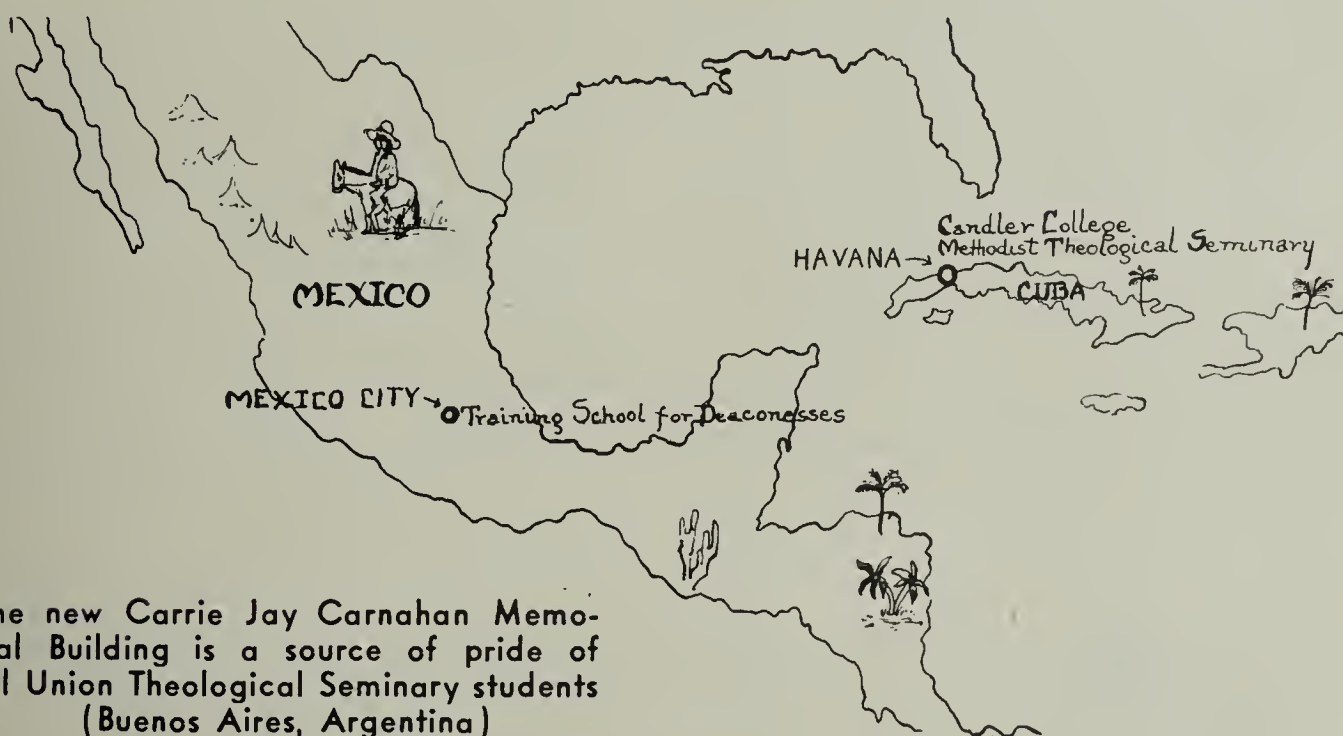 Candler College
Methodist Theological Seminary
HAVANA
CUBA
MEXICO
MEXICO CITY
Training School for Deaconesses
he new Carrie Jay Carnahan Memo-
al Building is a source of pride of
l Union Theological Seminary students
(Buenos Aires, Argentina)